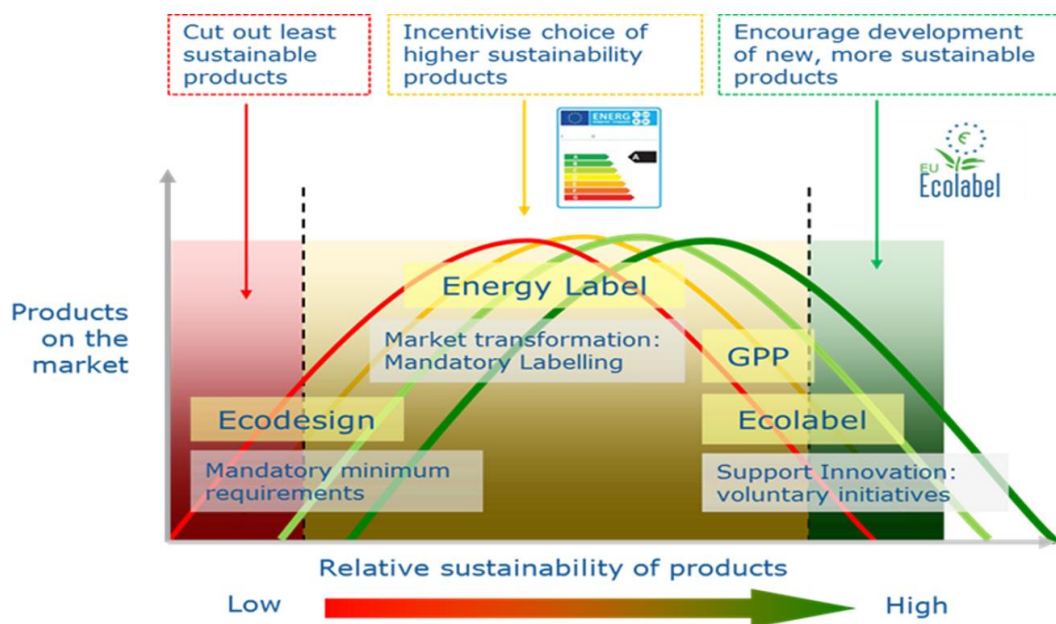 Cut out least
sustainable
products
Incentivise choice of
higher sustainability
products
Encourage development
of new, more sustainable
products
ENERG
A
A
EU
Ecolabel
Products
on the
market
Energy Label
Market transformation:
Mandatory Labelling
GPP
Ecodesign
Ecolabel
Mandatory minimum
requirements
Support Innovation:
voluntary initiatives
Relative sustainability of products
Low
High